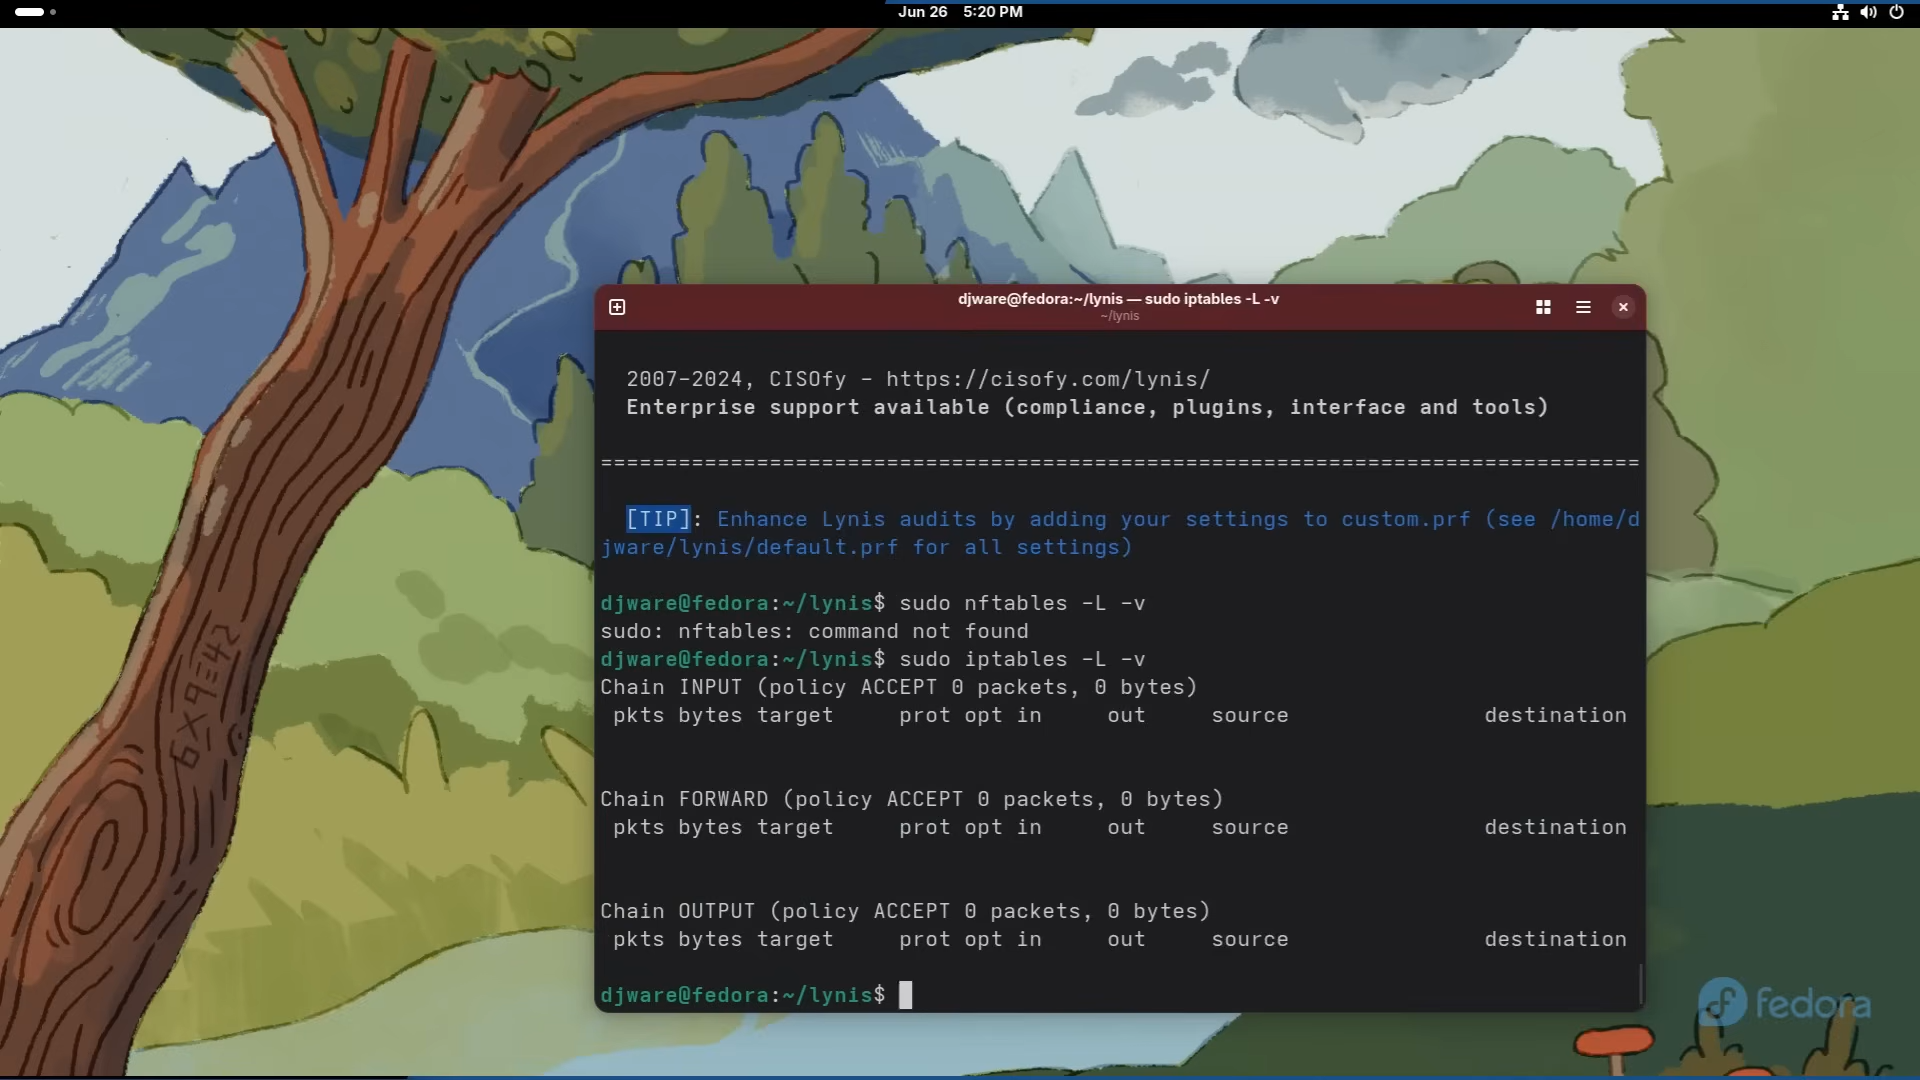 Jun 26 5:20 PM
djware@fedora:~/lynis — sudo iptables -L -v
~/lynis
2007-2024, CISOfy - https://cisofy.com/lynis/
Enterprise support available (compliance, plugins, interface and tools)
================================================================================
[TIP]: Enhance Lynis audits by adding your settings to custom.prf (see /home/d
jware/lynis/default.prf for all settings)
djware@fedora:~/lynis$ sudo nftables -L -v
sudo: nftables: command not found
djware@fedora:~/lynis$ sudo iptables -L -v
Chain INPUT (policy ACCEPT 0 packets, 0 bytes)
pkts bytes target prot opt in out source destination
Chain FORWARD (policy ACCEPT 0 packets, 0 bytes)
pkts bytes target prot opt in out source destination
Chain OUTPUT (policy ACCEPT 0 packets, 0 bytes)
pkts bytes target prot opt in out source destination
djware@fedora:~/lynis$
6×9=42
fedora